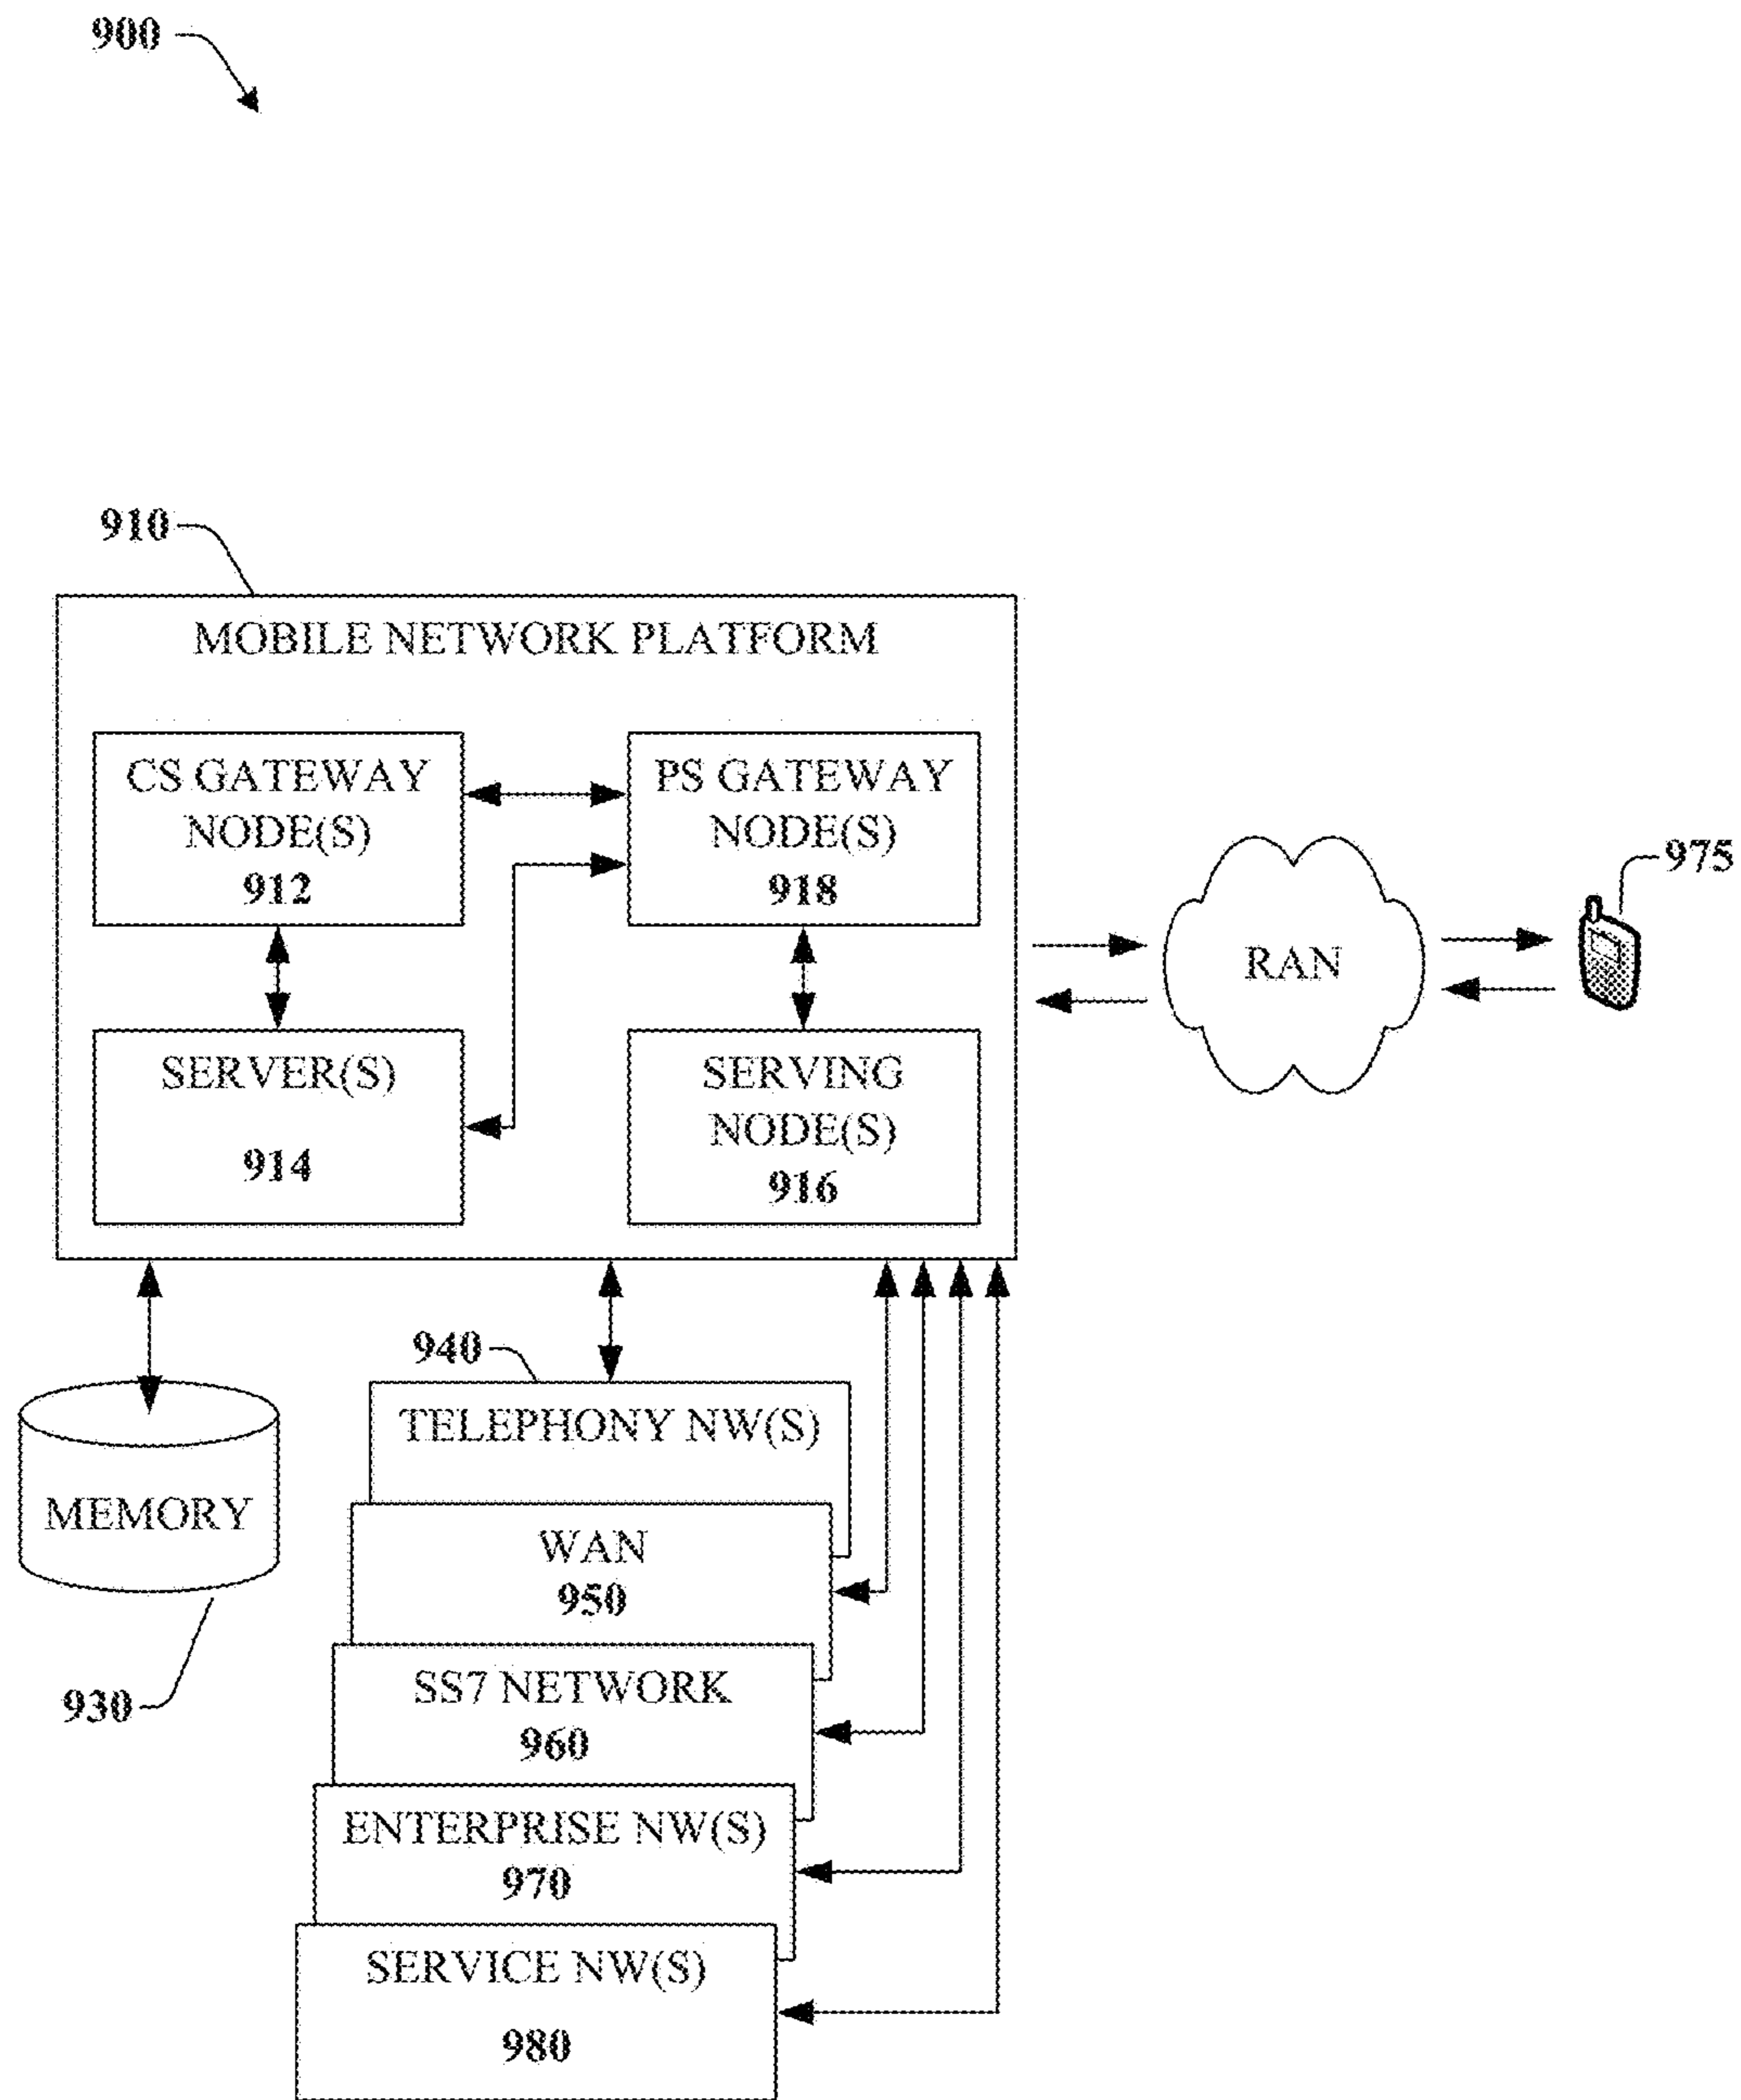 900
910
MOBILE NETWORK PLATFORM
CS GATEWAY
NODE(S)
912
PS GATEWAY
NODE(S)
918
SERVER(S)
914
SERVING
NODE(S)
916
RAN
975
940
TELEPHONY NW(S)
MEMORY
930
WAN
950
SS7 NETWORK
960
ENTERPRISE NW(S)
970
SERVICE NW(S)
980